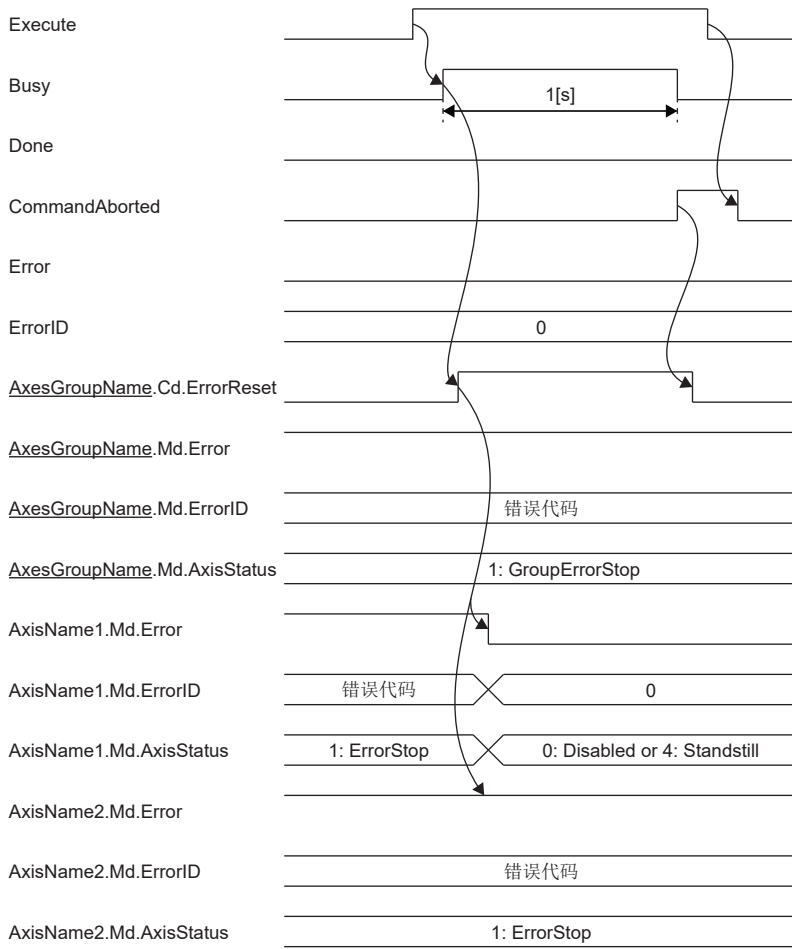 Execute
Busy
1[s]
Done
CommandAborted
Error
ErrorID
0
AxesGroupName.Cd.ErrorReset
AxesGroupName.Md.Error
AxesGroupName.Md.ErrorID
错误代码
AxesGroupName.Md.AxisStatus
1: GroupErrorStop
AxisName1.Md.Error
AxisName1.Md.ErrorID
错误代码
0
AxisName1.Md.AxisStatus
1: ErrorStop
0: Disabled or 4: Standstill
AxisName2.Md.Error
AxisName2.Md.ErrorID
错误代码
AxisName2.Md.AxisStatus
1: ErrorStop